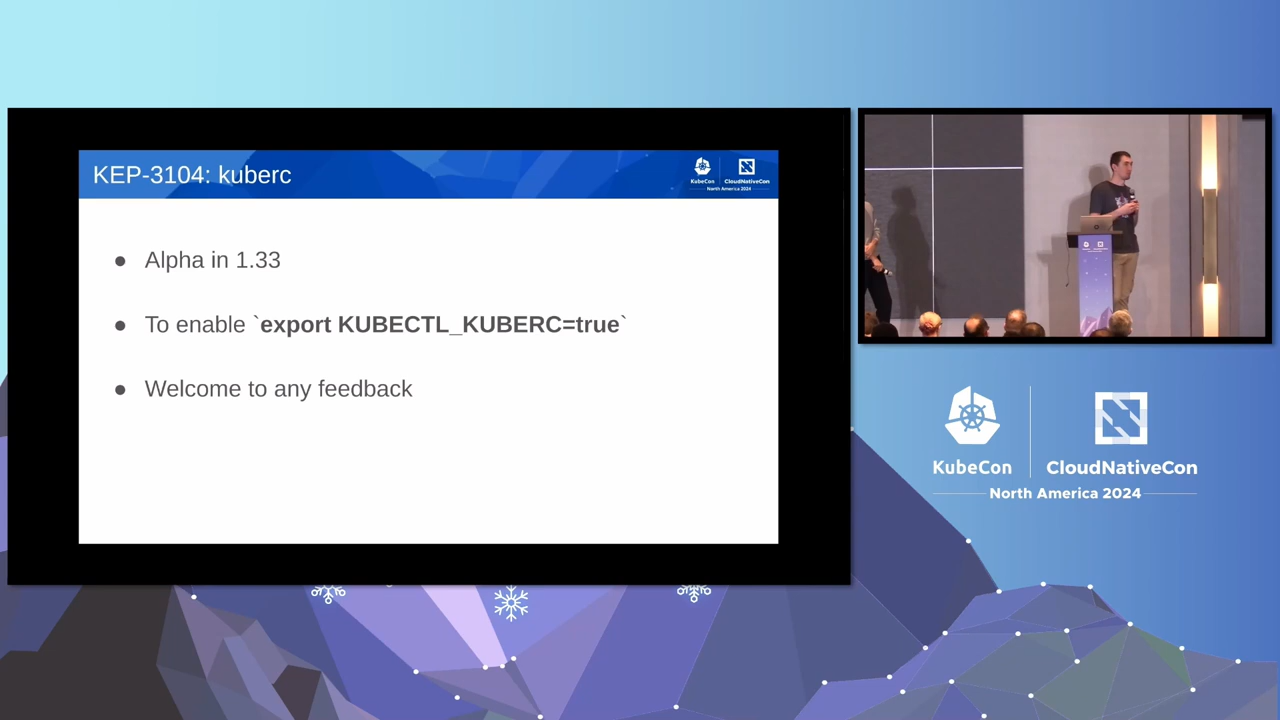 KEP-3104: kuberc
KubeCon
CloudNativeCon
North America 2024
● Alpha in 1.33
● To enable `export KUBECTL_KUBERC=true`
● Welcome to any feedback
KubeCon
CloudNativeCon
North America 2024